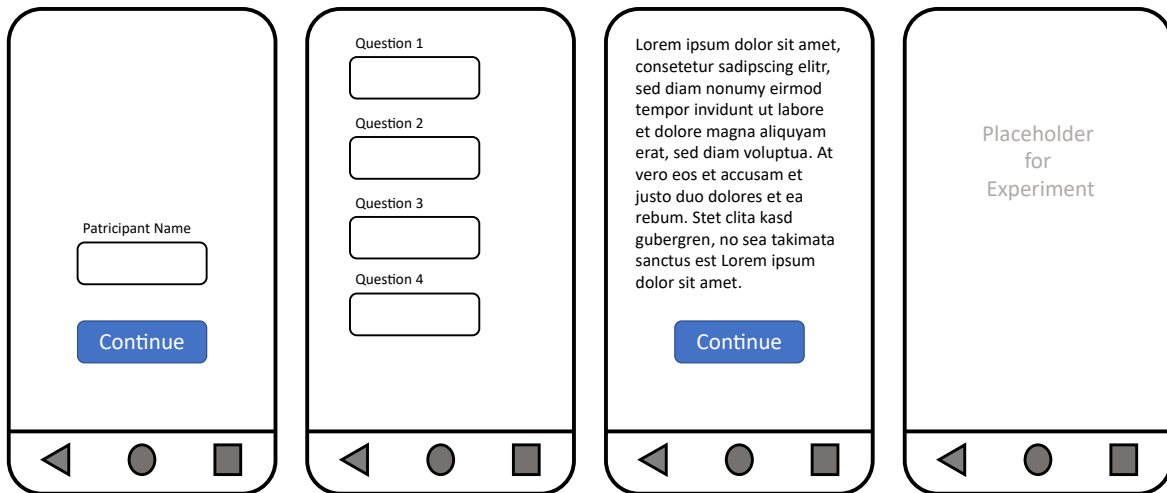 Patricipant Name
Continue
Question 1
Question 2
Question 3
Question 4
Lorem ipsum dolor sit amet,
consetetur sadipscing elitr,
sed diam nonumy eirmod
tempor invidunt ut labore
et dolore magna aliquyam
erat, sed diam voluptua. At
vero eos et accusam et
justo duo dolores et ea
rebum. Stet clita kasd
gubergren, no sea takimata
sanctus est Lorem ipsum
dolor sit amet.
Continue
Placeholder
for
Experiment